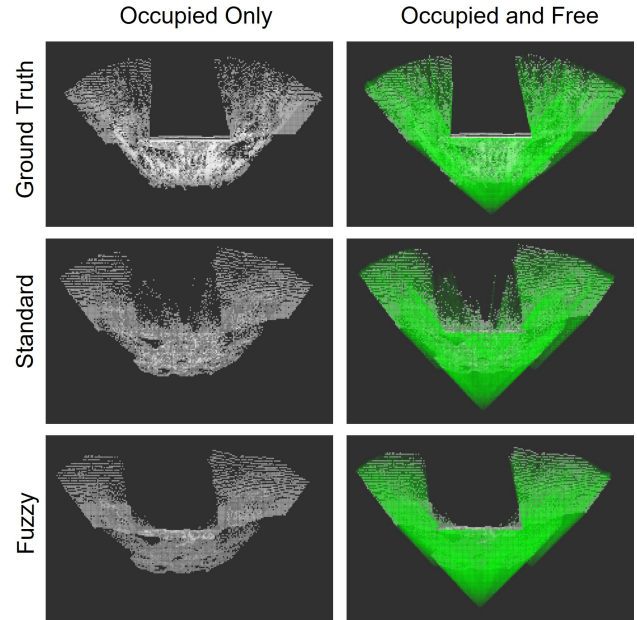 Occupied Only
Occupied and Free
Ground Truth
Standard
Fuzzy